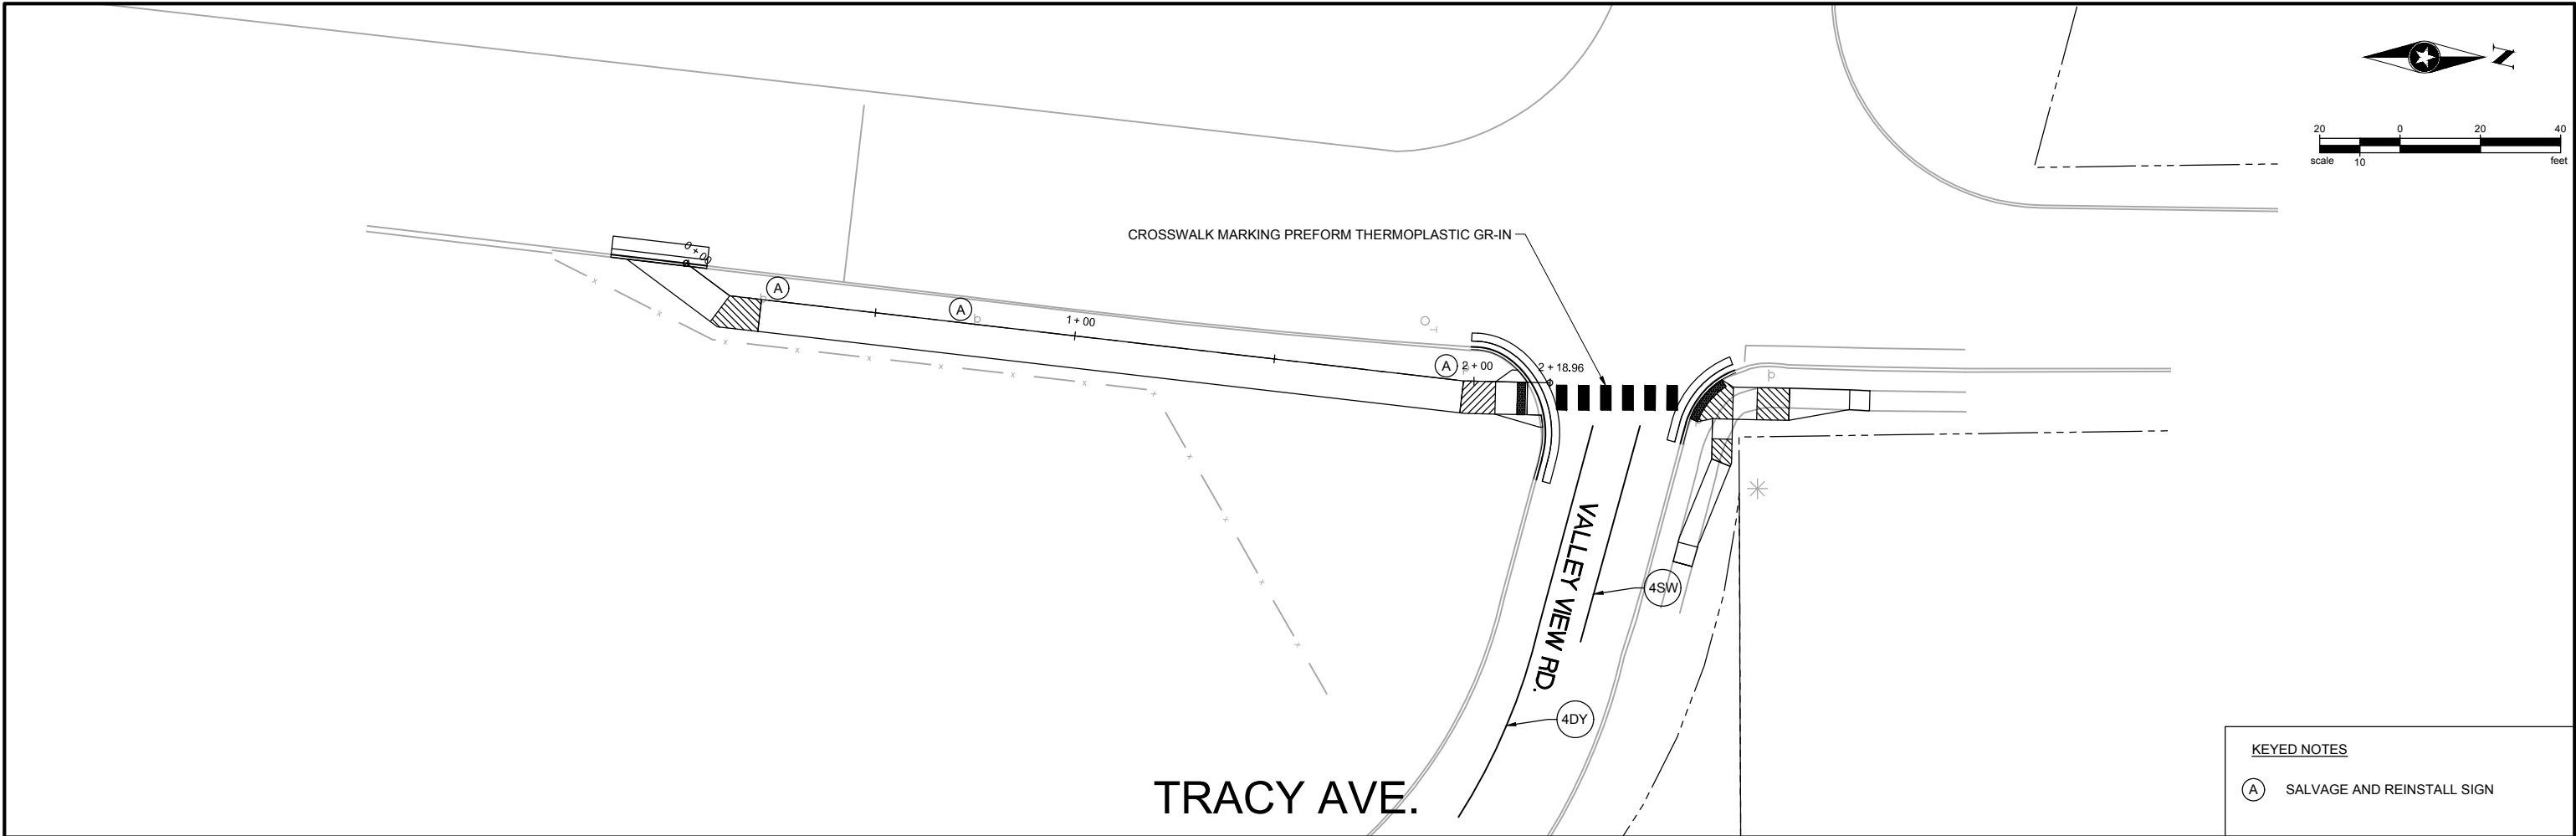 N
20 0 20 40
scale 10 feet
CROSSWALK MARKING PREFORM THERMOPLASTIC GR-IN
0 + 00
A
A
1 + 00
A
2 + 00
2 + 18.96
VALLEY VIEW RD.
4SW
4DY
TRACY AVE.
KEYED NOTES
A SALVAGE AND REINSTALL SIGN